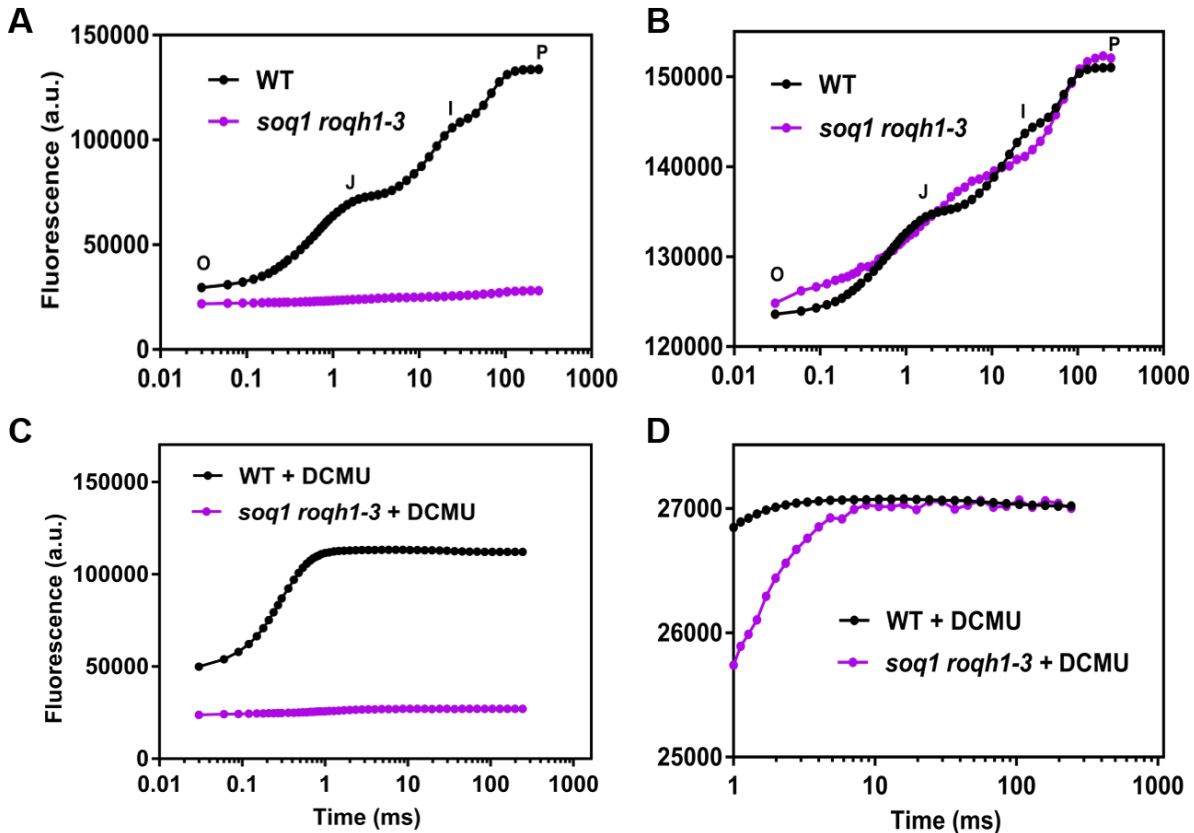 A
Fluorescence (a.u.)
150000
100000
50000
0
WT
soq1 roqh1-3
O
J
I
P
0.01
0.1
1
10
100
1000
B
150000
140000
130000
120000
WT
soq1 roqh1-3
O
J
I
P
0.01
0.1
1
10
100
1000
C
Fluorescence (a.u.)
150000
100000
50000
0
WT + DCMU
soq1 roqh1-3 + DCMU
0.01
0.1
1
10
100
1000
Time (ms)
D
27000
26000
25000
WT + DCMU
soq1 roqh1-3 + DCMU
1
10
100
1000
Time (ms)